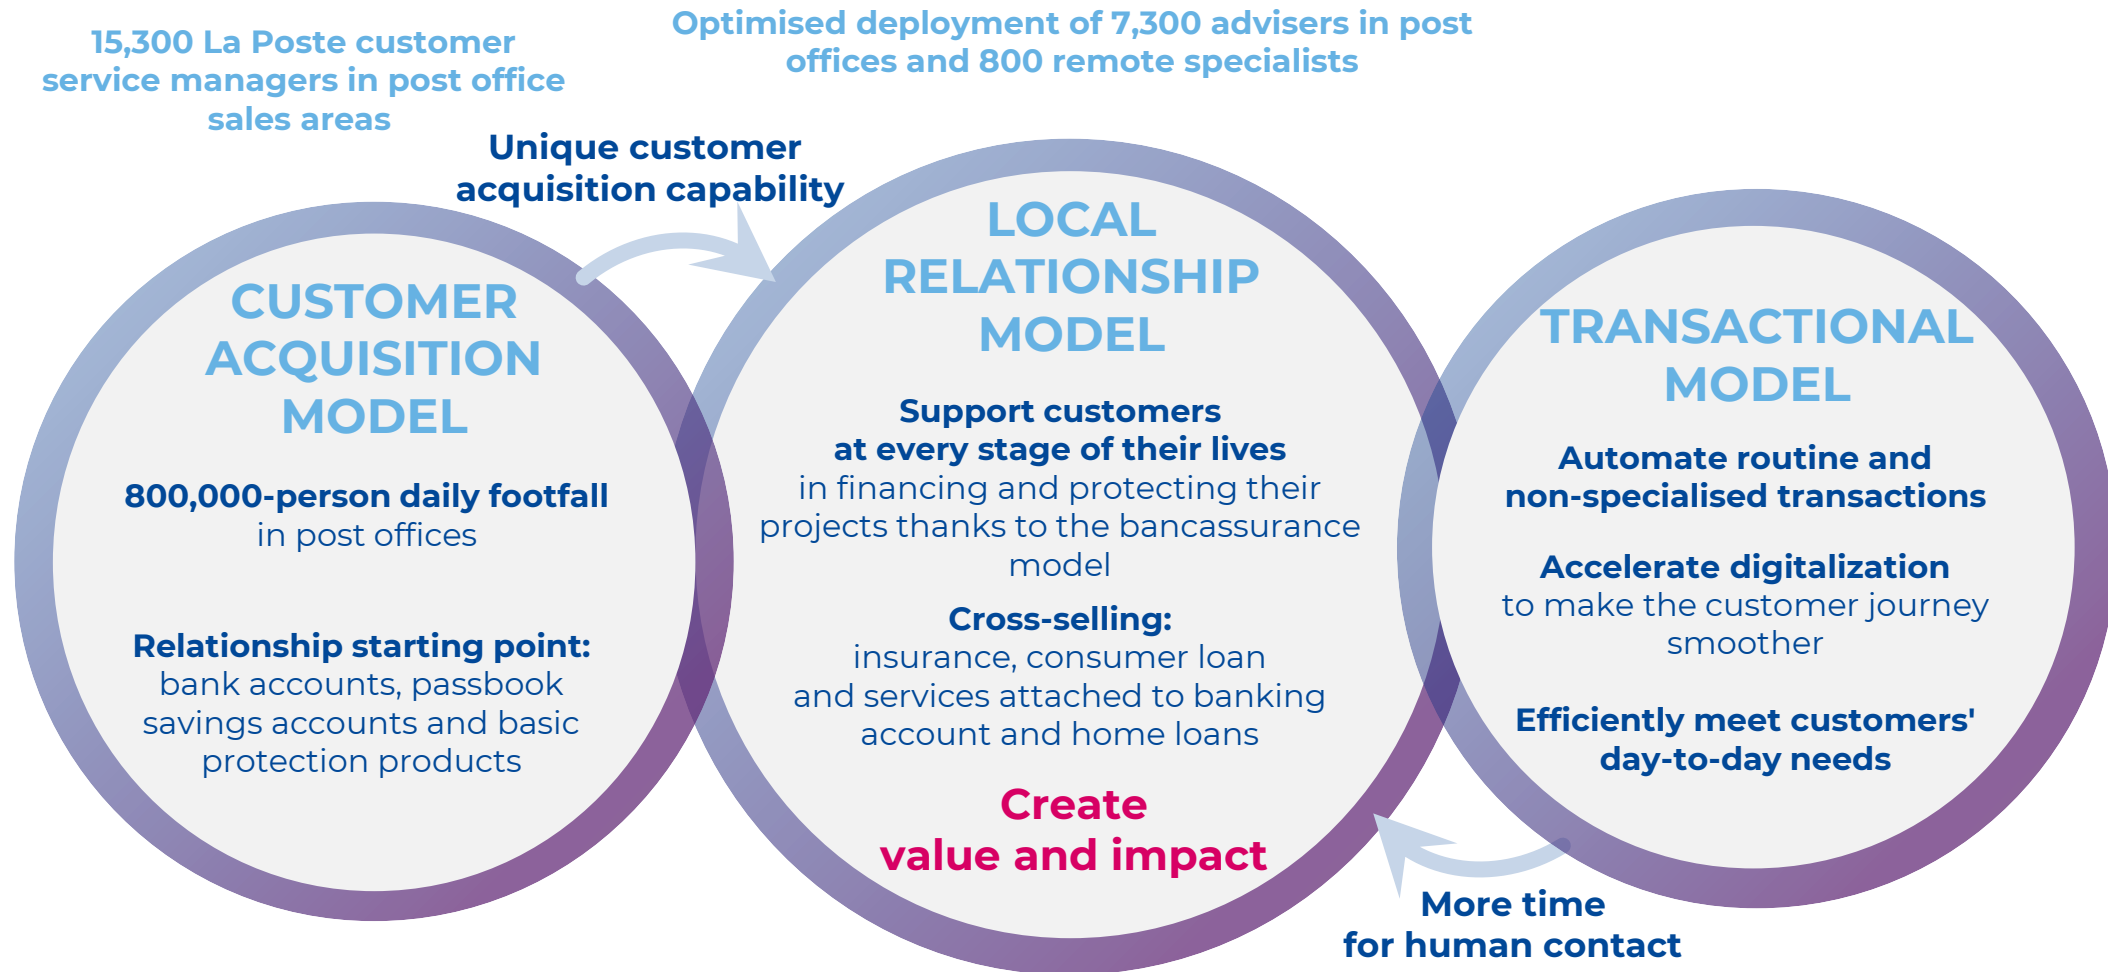 15,300 La Poste customer
service managers in post office
sales areas
Optimised deployment of 7,300 advisers in post
offices and 800 remote specialists
Unique customer
acquisition capability
CUSTOMER
ACQUISITION
MODEL
800,000-person daily footfall
in post offices
Relationship starting point:
bank accounts, passbook
savings accounts and basic
protection products
LOCAL
RELATIONSHIP
MODEL
Support customers
at every stage of their lives
in financing and protecting their
projects thanks to the bancassurance
model
Cross-selling:
insurance, consumer loan
and services attached to banking
account and home loans
Create
value and impact
TRANSACTIONAL
MODEL
Automate routine and
non-specialised transactions
Accelerate digitalization
to make the customer journey
smoother
Efficiently meet customers'
day-to-day needs
More time
for human contact